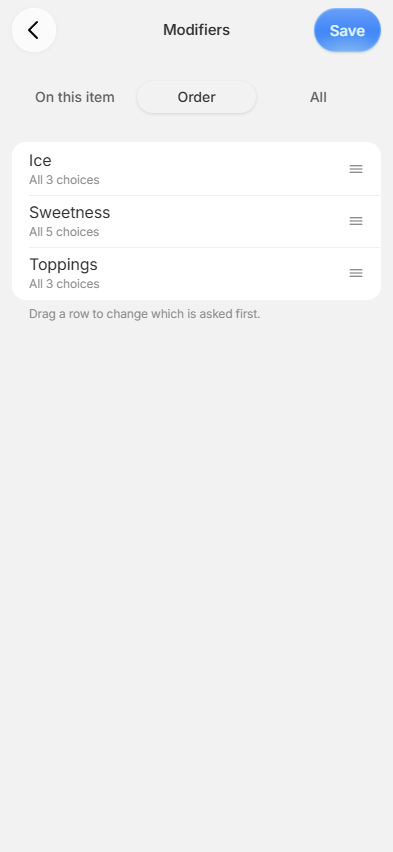 Modifiers
Save
On this item
Order
All
Ice
All 3 choices
Sweetness
All 5 choices
Toppings
All 3 choices
Drag a row to change which is asked first.